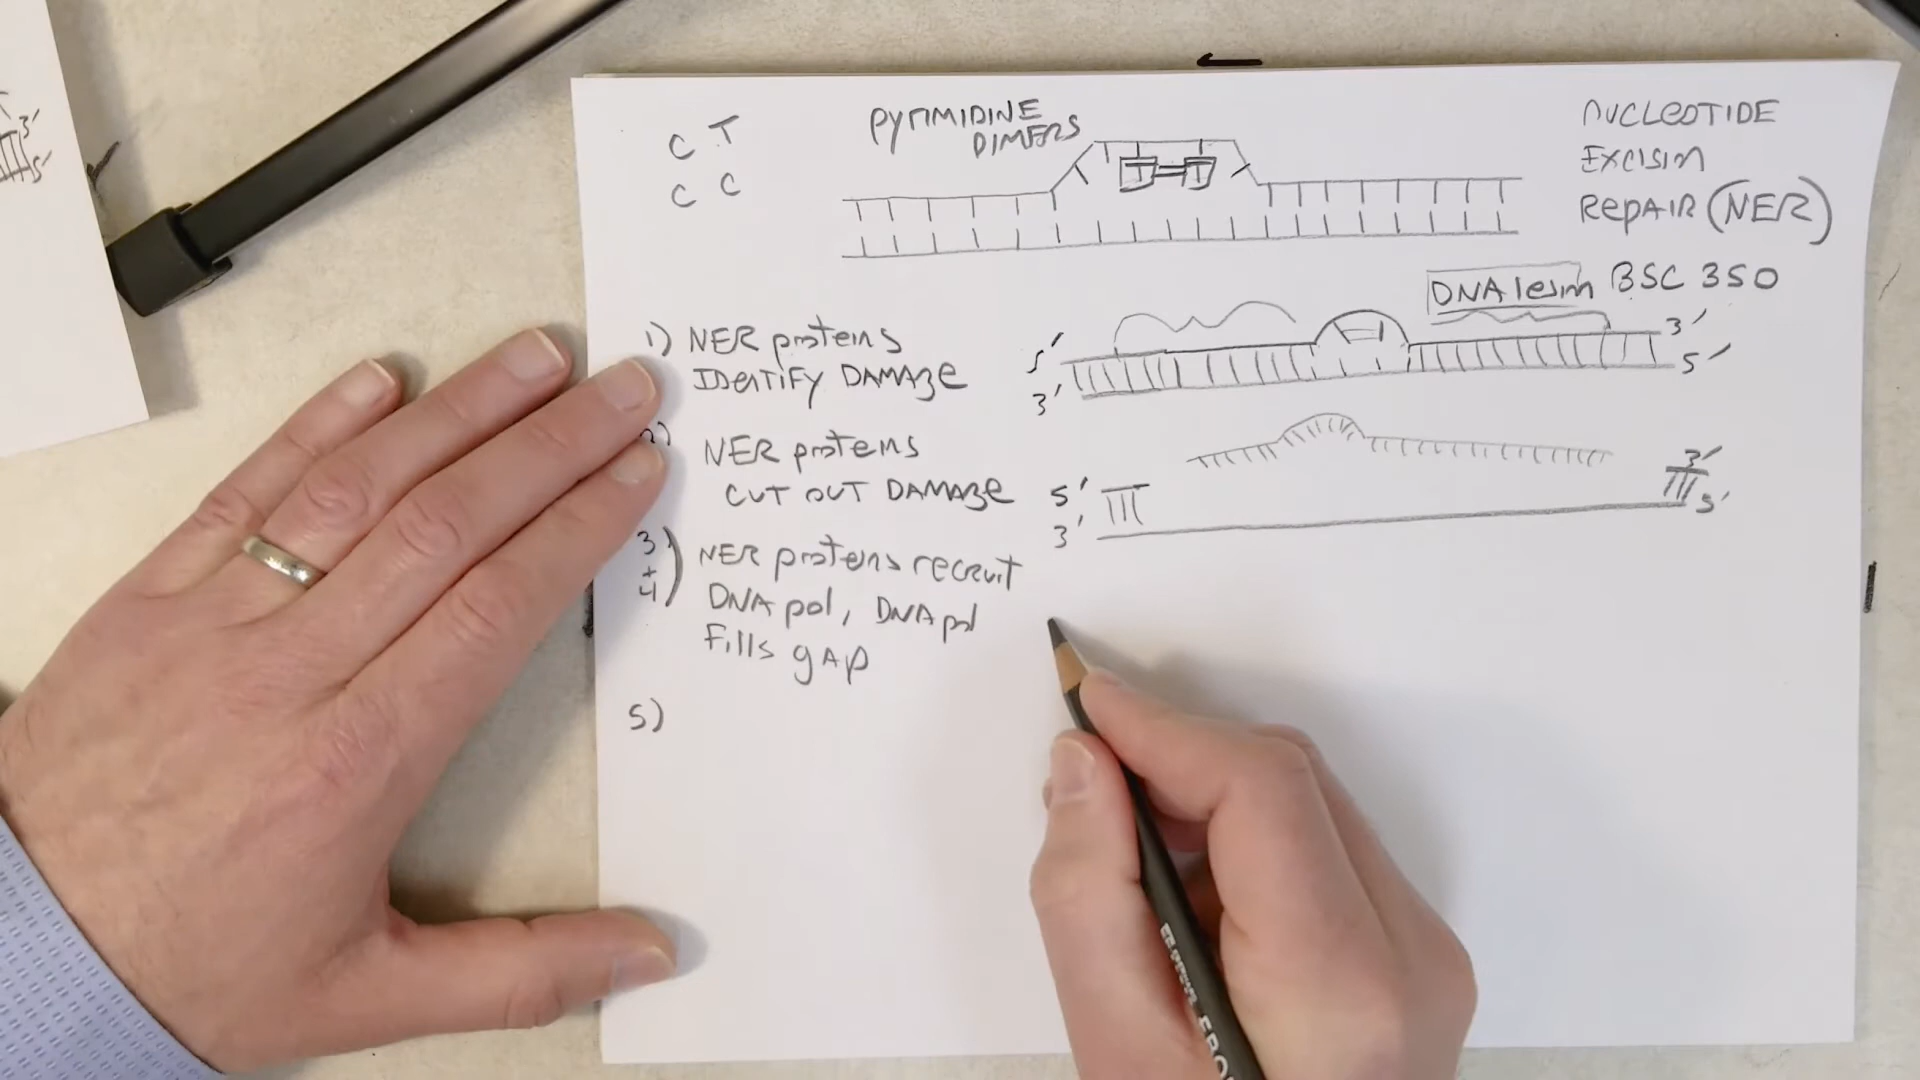 3'
5'
C T
C C
PYRIMIDINE
DIMERS
T T
NUCLEOTIDE
Excision
RepAIR (NER)
DNA lesion BSC 350
1) NER proteins
IDentIFY DAMAge
5' 3'
3' 5'
2) NER proteins
CUT OUT DAMAge
5' 3'
3' 5'
3 + 4) NER proteins recruit
DNA pol, DNA pol
Fills gAp
5)